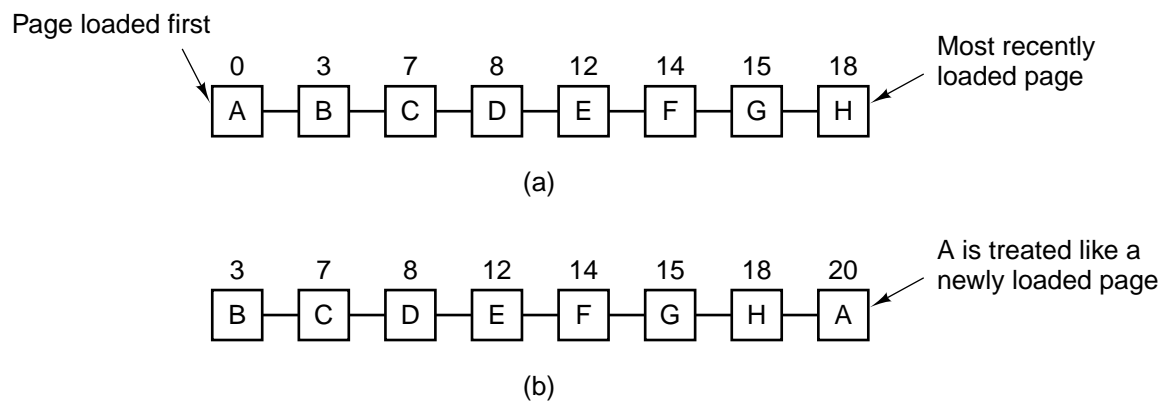 Page loaded first
Most recently
loaded page
0 3 7 8 12 14 15 18
A B C D E F G H
(a)
A is treated like a
newly loaded page
3 7 8 12 14 15 18 20
B C D E F G H A
(b)